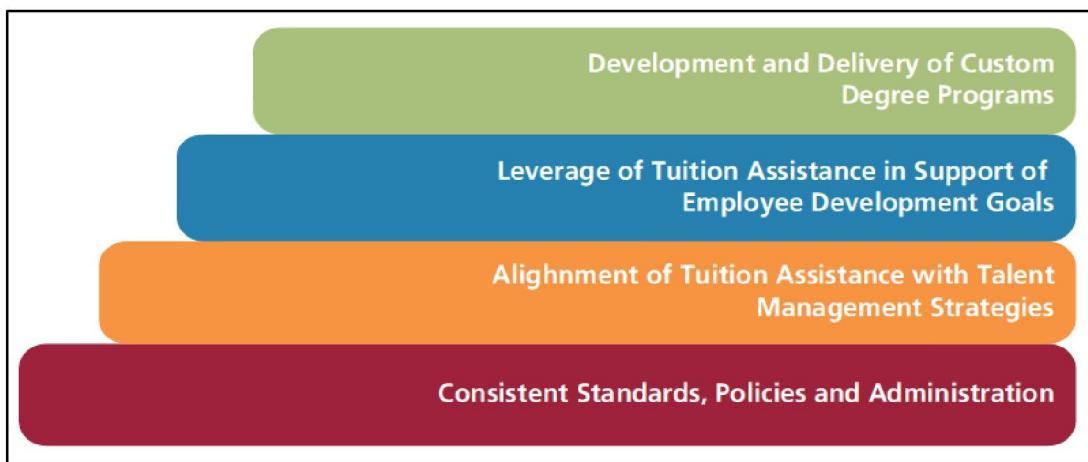 Development and Delivery of Custom
Degree Programs
Leverage of Tuition Assistance in Support of
Employee Development Goals
Alighnment of Tuition Assistance with Talent
Management Strategies
Consistent Standards, Policies and Administration